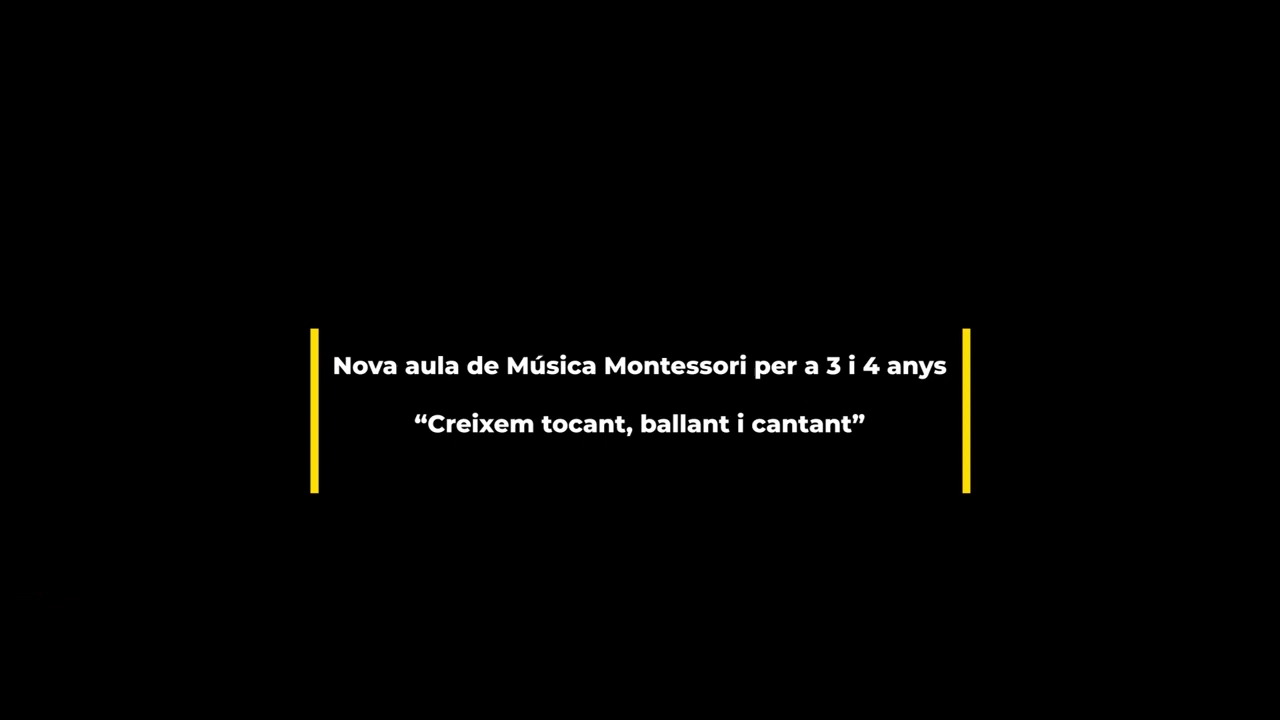 Nova aula de Música Montessori per a 3 i 4 anys
“Creixem tocant, ballant i cantant”